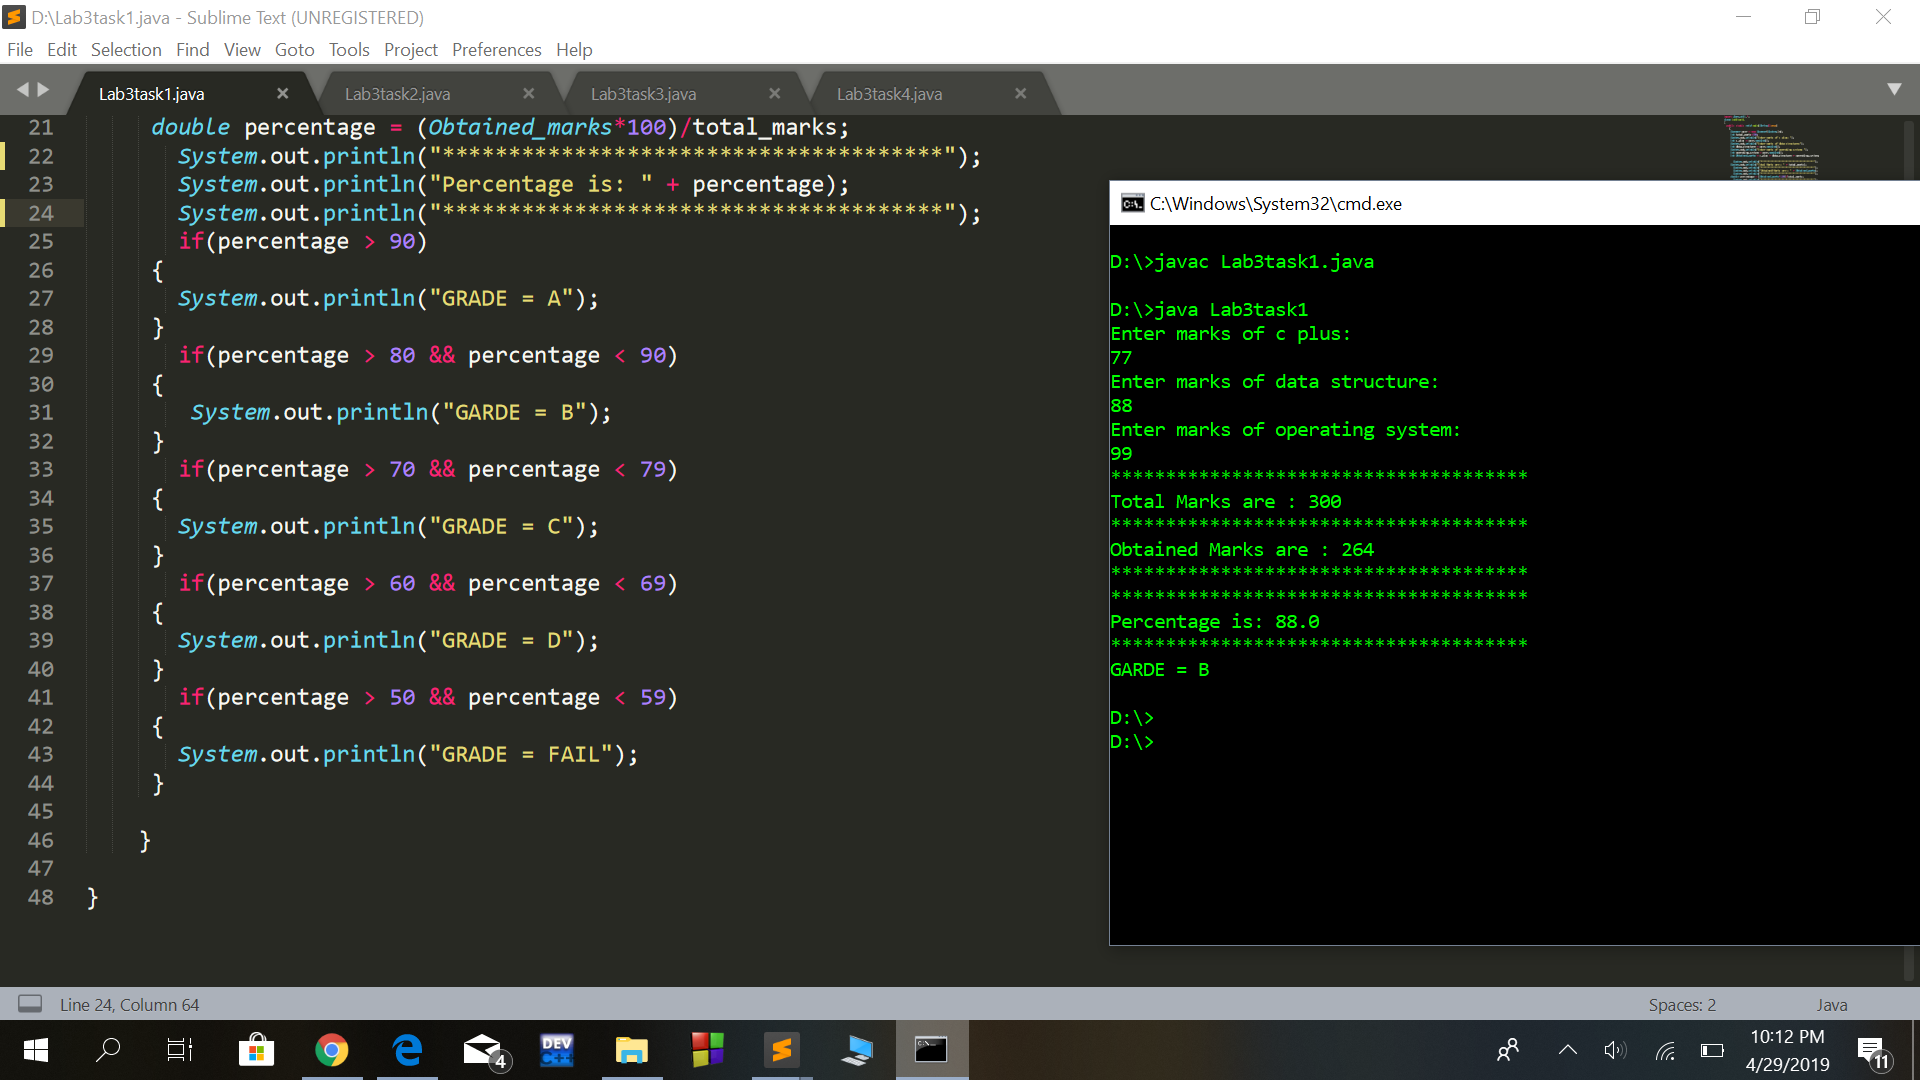 D:\Lab3task1.java - Sublime Text (UNREGISTERED)
File Edit Selection Find View Goto Tools Project Preferences Help
Lab3task1.java Lab3task2.java Lab3task3.java Lab3task4.java
21 double percentage = (Obtained_marks*100)/total_marks;
22 System.out.println("**************************************");
23 System.out.println("Percentage is: " + percentage);
24 System.out.println("**************************************");
25 if(percentage > 90)
26 {
27 System.out.println("GRADE = A");
28 }
29 if(percentage > 80 && percentage < 90)
30 {
31 System.out.println("GARDE = B");
32 }
33 if(percentage > 70 && percentage < 79)
34 {
35 System.out.println("GRADE = C");
36 }
37 if(percentage > 60 && percentage < 69)
38 {
39 System.out.println("GRADE = D");
40 }
41 if(percentage > 50 && percentage < 59)
42 {
43 System.out.println("GRADE = FAIL");
44 }
45
46 }
47
48 }
C:\Windows\System32\cmd.exe
D:\>javac Lab3task1.java
D:\>java Lab3task1
Enter marks of c plus:
77
Enter marks of data structure:
88
Enter marks of operating system:
99
**************************************
Total Marks are : 300
**************************************
Obtained Marks are : 264
**************************************
**************************************
Percentage is: 88.0
**************************************
GARDE = B
D:\>
D:\>
Line 24, Column 64 Spaces: 2 Java
4
DEV C++
10:12 PM
4/29/2019
11